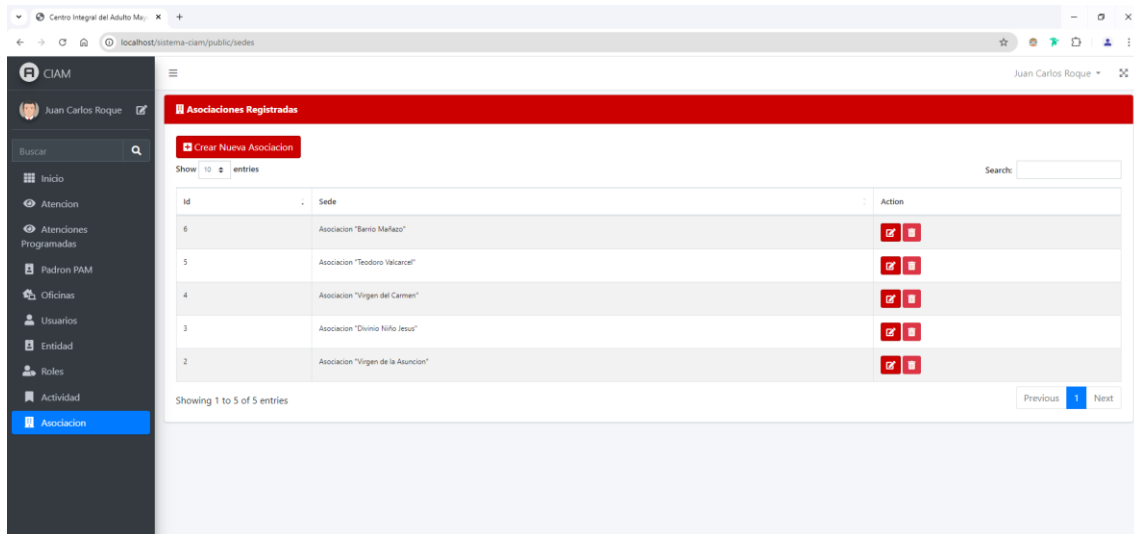 Centro Integral del Adulto May
localhost/sistema-ciam/public/sedes
CIAM
Juan Carlos Roque
Juan Carlos Roque
Buscar
Inicio
Atencion
Atenciones
Programadas
Padron PAM
Oficinas
Usuarios
Entidad
Roles
Actividad
Asociacion
Asociaciones Registradas
Crear Nueva Asociacion
Show 10 entries
Search:
Id Sede Action
6 Asociacion "Barrio Mañazo"
5 Asociacion "Teodoro Valcarcel"
4 Asociacion "Virgen del Carmen"
3 Asociacion "Divinio Niño Jesus"
2 Asociacion "Virgen de la Asuncion"
Showing 1 to 5 of 5 entries
Previous 1 Next